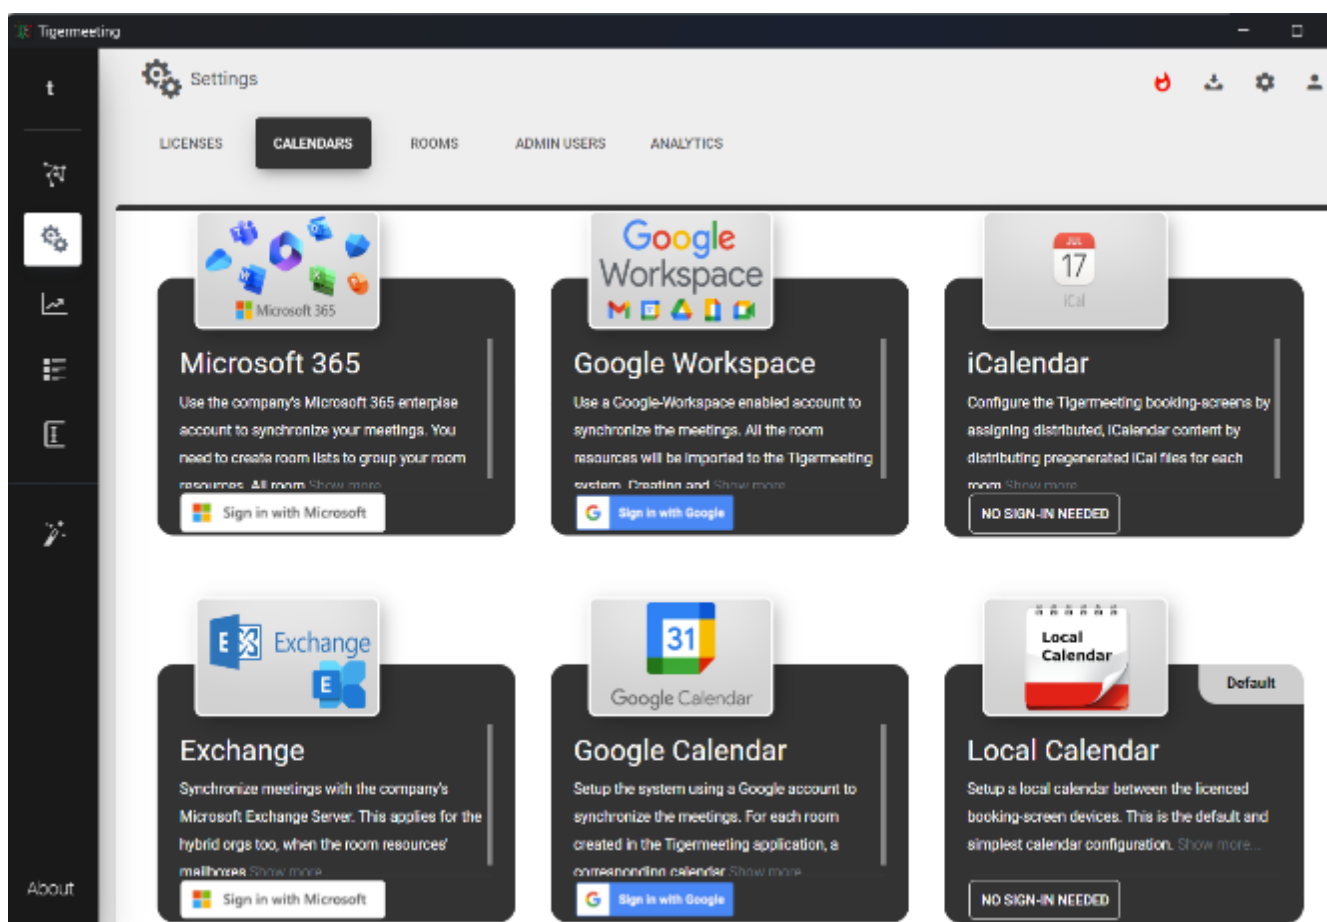 Tigermeeting
t
Settings
LICENSES
CALENDARS
ROOMS
ADMIN USERS
ANALYTICS
Microsoft 365
Microsoft 365
Use the company's Microsoft 365 enterpise
account to synchronize your meetings. You
need to create room lists to group your room
resources. All room Show more
Sign in with Microsoft
Google
Workspace
Google Workspace
Use a Google-Workspace enabled account to
synchronize the meetings. All the room
resources will be imported to the Tigermeeting
system. Creating and Show more
G Sign in with Google
JUL
17
iCal
iCalendar
Configure the Tigermeeting booking-screens by
assigning distributed, iCalendar content by
distributing pregenerated iCal files for each
room Show more
NO SIGN-IN NEEDED
E Exchange
E
Exchange
Synchronize meetings with the company's
Microsoft Exchange Server. This applies for the
hybrid orgs too, when the room resources'
mailboxes Show more
Sign in with Microsoft
31
Google Calendar
Google Calendar
Setup the system using a Google account to
synchronize the meetings. For each room
created in the Tigermeeting application, a
corresponding calendar Show more
G Sign in with Google
Local
Calendar
Default
Local Calendar
Setup a local calendar between the licenced
booking-screen devices. This is the default and
simplest calendar configuration. Show more...
NO SIGN-IN NEEDED
About